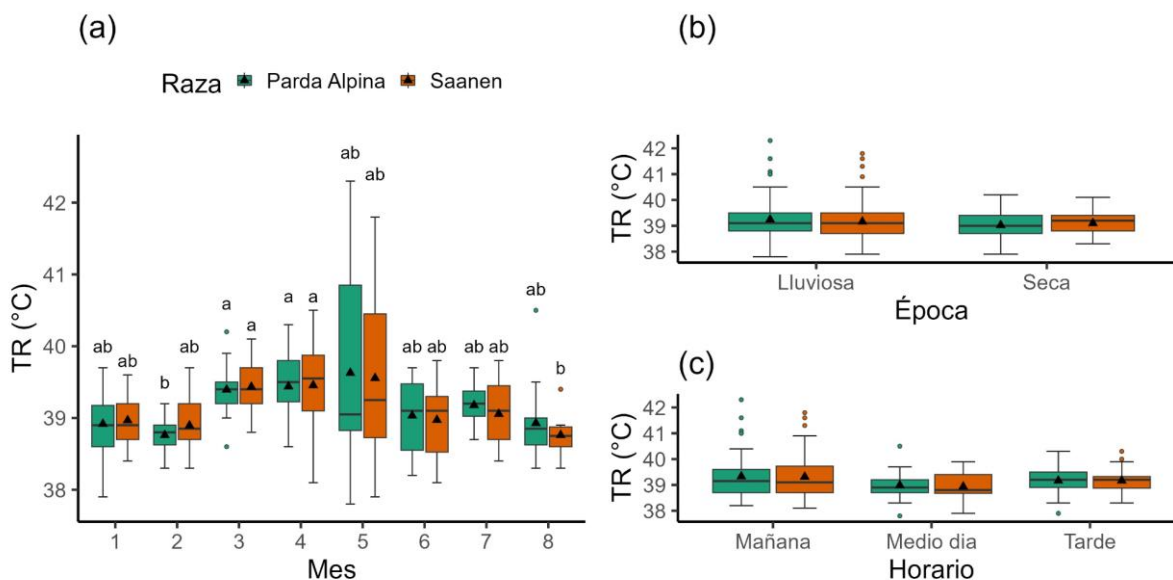 (a)
Raza Parda Alpina Saanen
TR (°C)
42
41
40
39
38
ab ab b ab a a a a ab ab ab ab ab ab ab b
1 2 3 4 5 6 7 8
Mes
(b)
TR (°C)
42
41
40
39
38
Lluviosa Seca
Época
(c)
TR (°C)
42
41
40
39
38
Mañana Medio dia Tarde
Horario